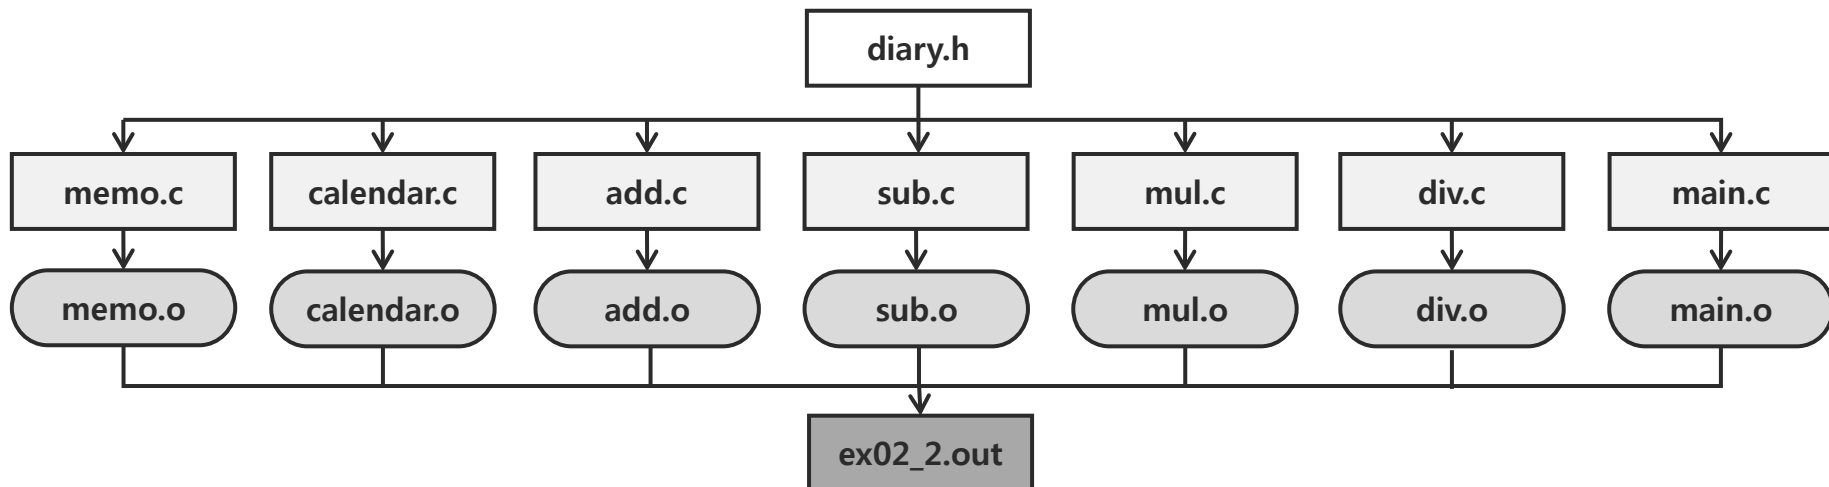 diary.h
memo.c
calendar.c
add.c
sub.c
mul.c
div.c
main.c
memo.o
calendar.o
add.o
sub.o
mul.o
div.o
main.o
ex02_2.out